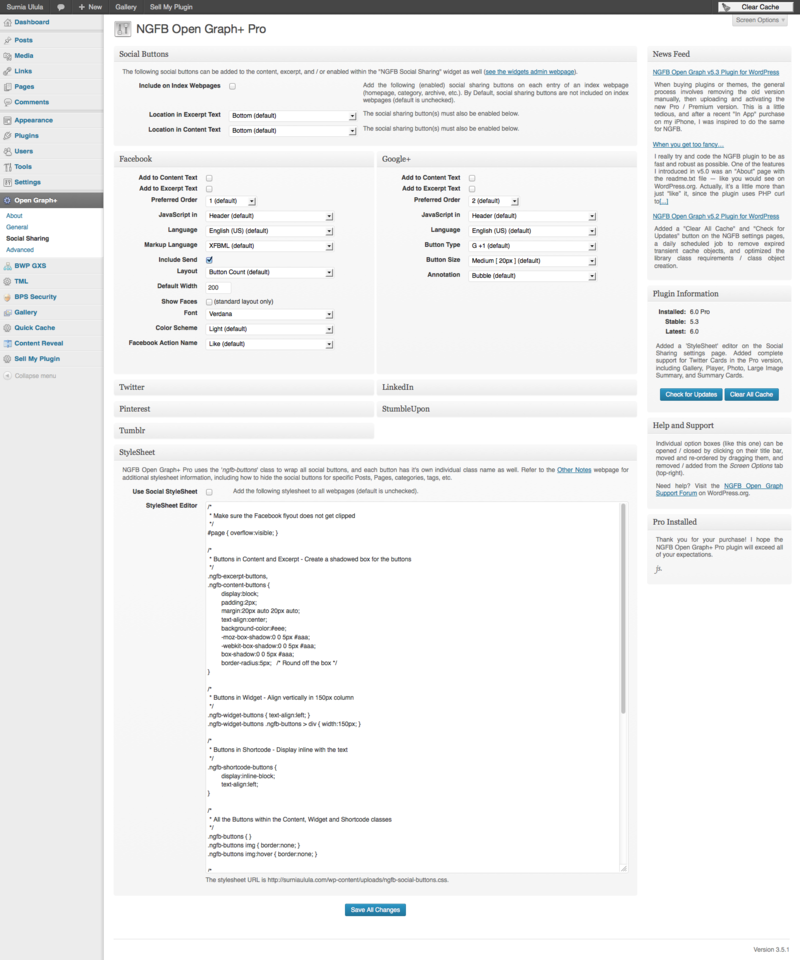 Surnia Ulula
New
Gallery
Sell My Plugin
Clear Cache
Screen Options
Dashboard
Posts
Media
Links
Pages
Comments
Appearance
Plugins
Users
Tools
Settings
Open Graph+
About
General
Social Sharing
Advanced
BWP GXS
TML
BPS Security
Gallery
Quick Cache
Content Reveal
Sell My Plugin
Collapse menu
NGFB Open Graph+ Pro
Social Buttons
The following social buttons can be added to the content, excerpt, and / or enabled within the "NGFB Social Sharing" widget as well (see the widgets admin webpage).
Include on Index Webpages
Add the following (enabled) social sharing buttons on each entry of an index webpage
(homepage, category, archive, etc.). By Default, social sharing buttons are not included on index
webpages (default is unchecked).
Location in Excerpt Text Bottom (default) The social sharing button(s) must also be enabled below.
Location in Content Text Bottom (default) The social sharing button(s) must also be enabled below.
Facebook
Add to Content Text
Add to Excerpt Text
Preferred Order 1 (default)
JavaScript in Header (default)
Language English (US) (default)
Markup Language XFBML (default)
Include Send
Layout Button Count (default)
Default Width 200
Show Faces (standard layout only)
Font Verdana
Color Scheme Light (default)
Facebook Action Name Like (default)
Google+
Add to Content Text
Add to Excerpt Text
Preferred Order 2 (default)
JavaScript in Header (default)
Language English (US) (default)
Button Type G +1 (default)
Button Size Medium [ 20px ] (default)
Annotation Bubble (default)
Twitter
LinkedIn
Pinterest
StumbleUpon
Tumblr
StyleSheet
NGFB Open Graph+ Pro uses the 'ngfb-buttons' class to wrap all social buttons, and each button has it's own individual class name as well. Refer to the Other Notes webpage for
additional stylesheet information, including how to hide the social buttons for specific Posts, Pages, categories, tags, etc.
Use Social StyleSheet Add the following stylesheet to all webpages (default is unchecked).
StyleSheet Editor
/*
* Make sure the Facebook flyout does not get clipped
*/
#page { overflow:visible; }
/*
* Buttons in Content and Excerpt - Create a shadowed box for the buttons
*/
.ngfb-excerpt-buttons,
.ngfb-content-buttons {
display:block;
padding:2px;
margin:20px auto 20px auto;
text-align:center;
background-color:#eee;
-moz-box-shadow:0 0 5px #aaa;
-webkit-box-shadow:0 0 5px #aaa;
box-shadow:0 0 5px #aaa;
border-radius:5px; /* Round off the box */
}
/*
* Buttons in Widget - Align vertically in 150px column
*/
.ngfb-widget-buttons { text-align:left; }
.ngfb-widget-buttons .ngfb-buttons > div { width:150px; }
/*
* Buttons in Shortcode - Display inline with the text
*/
.ngfb-shortcode-buttons {
display:inline-block;
text-align:left;
}
/*
* All the Buttons within the Content, Widget and Shortcode classes
*/
.ngfb-buttons { }
.ngfb-buttons img { border:none; }
.ngfb-buttons img:hover { border:none; }
/*
The stylesheet URL is http://surniaulula.com/wp-content/uploads/ngfb-social-buttons.css.
Save All Changes
News Feed
NGFB Open Graph v5.3 Plugin for WordPress
When buying plugins or themes, the general
process involves removing the old version
manually, then uploading and activating the
new Pro / Premium version. This is a little
tedious, and after a recent "In App" purchase
on my iPhone, I was inspired to do the same
for NGFB.
When you get too fancy...
I really try and code the NGFB plugin to be as
fast and robust as possible. One of the features
I introduced in v5.0 was an "About" page with
the readme.txt file — like you would see on
WordPress.org. Actually, it's a little more than
just "like" it, since the plugin uses PHP curl
to[...]
NGFB Open Graph v5.2 Plugin for WordPress
Added a "Clear All Cache" and "Check for
Updates" button on the NGFB settings pages,
a daily scheduled job to remove expired
transient cache objects, and optimized the
library class requirements / class object
creation.
Plugin Information
Installed: 6.0 Pro
Stable: 5.3
Latest: 6.0
Added a 'StyleSheet' editor on the Social
Sharing settings page. Added complete
support for Twitter Cards in the Pro version,
including Gallery, Player, Photo, Large Image
Summary, and Summary Cards.
Check for Updates
Clear All Cache
Help and Support
Individual option boxes (like this one) can be
opened / closed by clicking on their title bar,
moved and re-ordered by dragging them, and
removed / added from the Screen Options tab
(top-right).
Need help? Visit the NGFB Open Graph
Support Forum on WordPress.org.
Pro Installed
Thank you for your purchase! I hope the
NGFB Open Graph+ Pro plugin will exceed all
of your expectations.
js.
Version 3.5.1